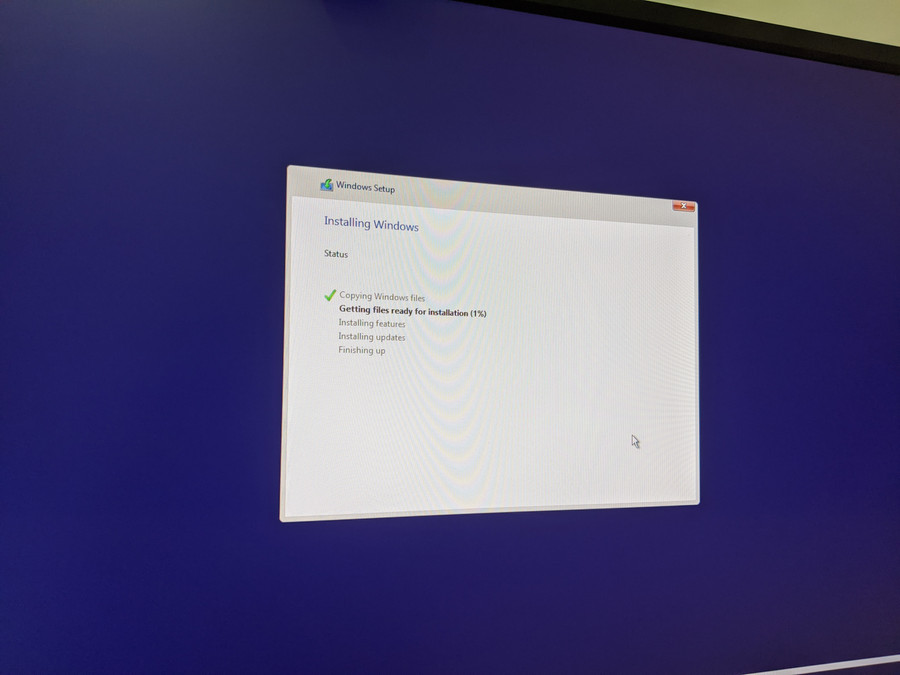 Windows Setup
Installing Windows
Status
Copying Windows files
Getting files ready for installation (1%)
Installing features
Installing updates
Finishing up